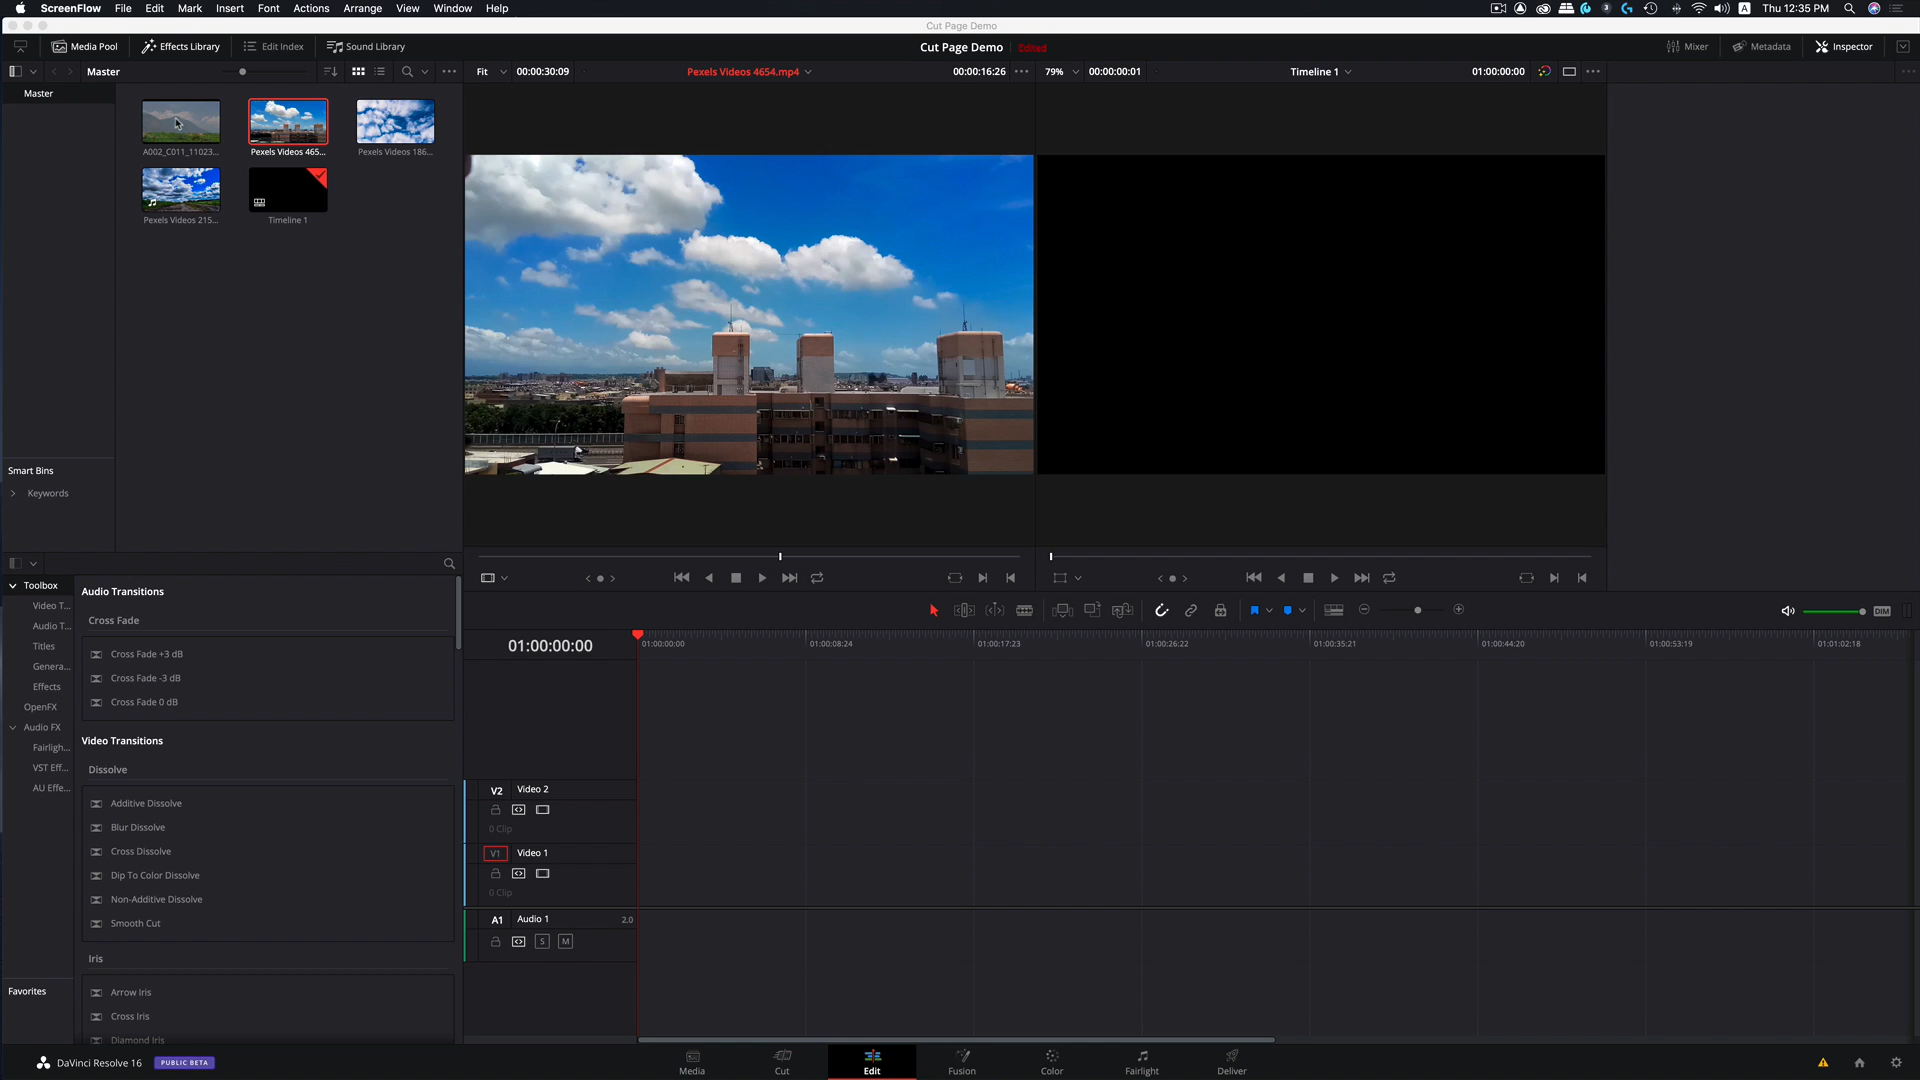 ScreenFlow File Edit Mark Insert Font Actions Arrange View Window Help
3 A Thu 12:35 PM
Cut Page Demo
Media Pool Effects Library Edit Index Sound Library
Cut Page Demo Edited
Mixer Metadata Inspector
Master
Fit 00:00:30:09 Pexels Videos 4654.mp4 00:00:16:26
79% 00:00:00:01 Timeline 1 01:00:00:00
Master
A002_C011_11023...
Pexels Videos 465...
Pexels Videos 186...
Pexels Videos 215...
Timeline 1
Smart Bins
Keywords
Toolbox
Video T...
Audio T...
Titles
Genera...
Effects
OpenFX
Audio FX
Fairligh...
VST Eff...
AU Effe...
Favorites
Audio Transitions
Cross Fade
Cross Fade +3 dB
Cross Fade -3 dB
Cross Fade 0 dB
Video Transitions
Dissolve
Additive Dissolve
Blur Dissolve
Cross Dissolve
Dip To Color Dissolve
Non-Additive Dissolve
Smooth Cut
Iris
Arrow Iris
Cross Iris
Diamond Iris
DIM
01:00:00:00
01:00:00:00 01:00:08:24 01:00:17:23 01:00:26:22 01:00:35:21 01:00:44:20 01:00:53:19 01:01:02:18
V2 Video 2
0 Clip
V1 Video 1
0 Clip
A1 Audio 1 2.0
S M
DaVinci Resolve 16 PUBLIC BETA
Media Cut Edit Fusion Color Fairlight Deliver